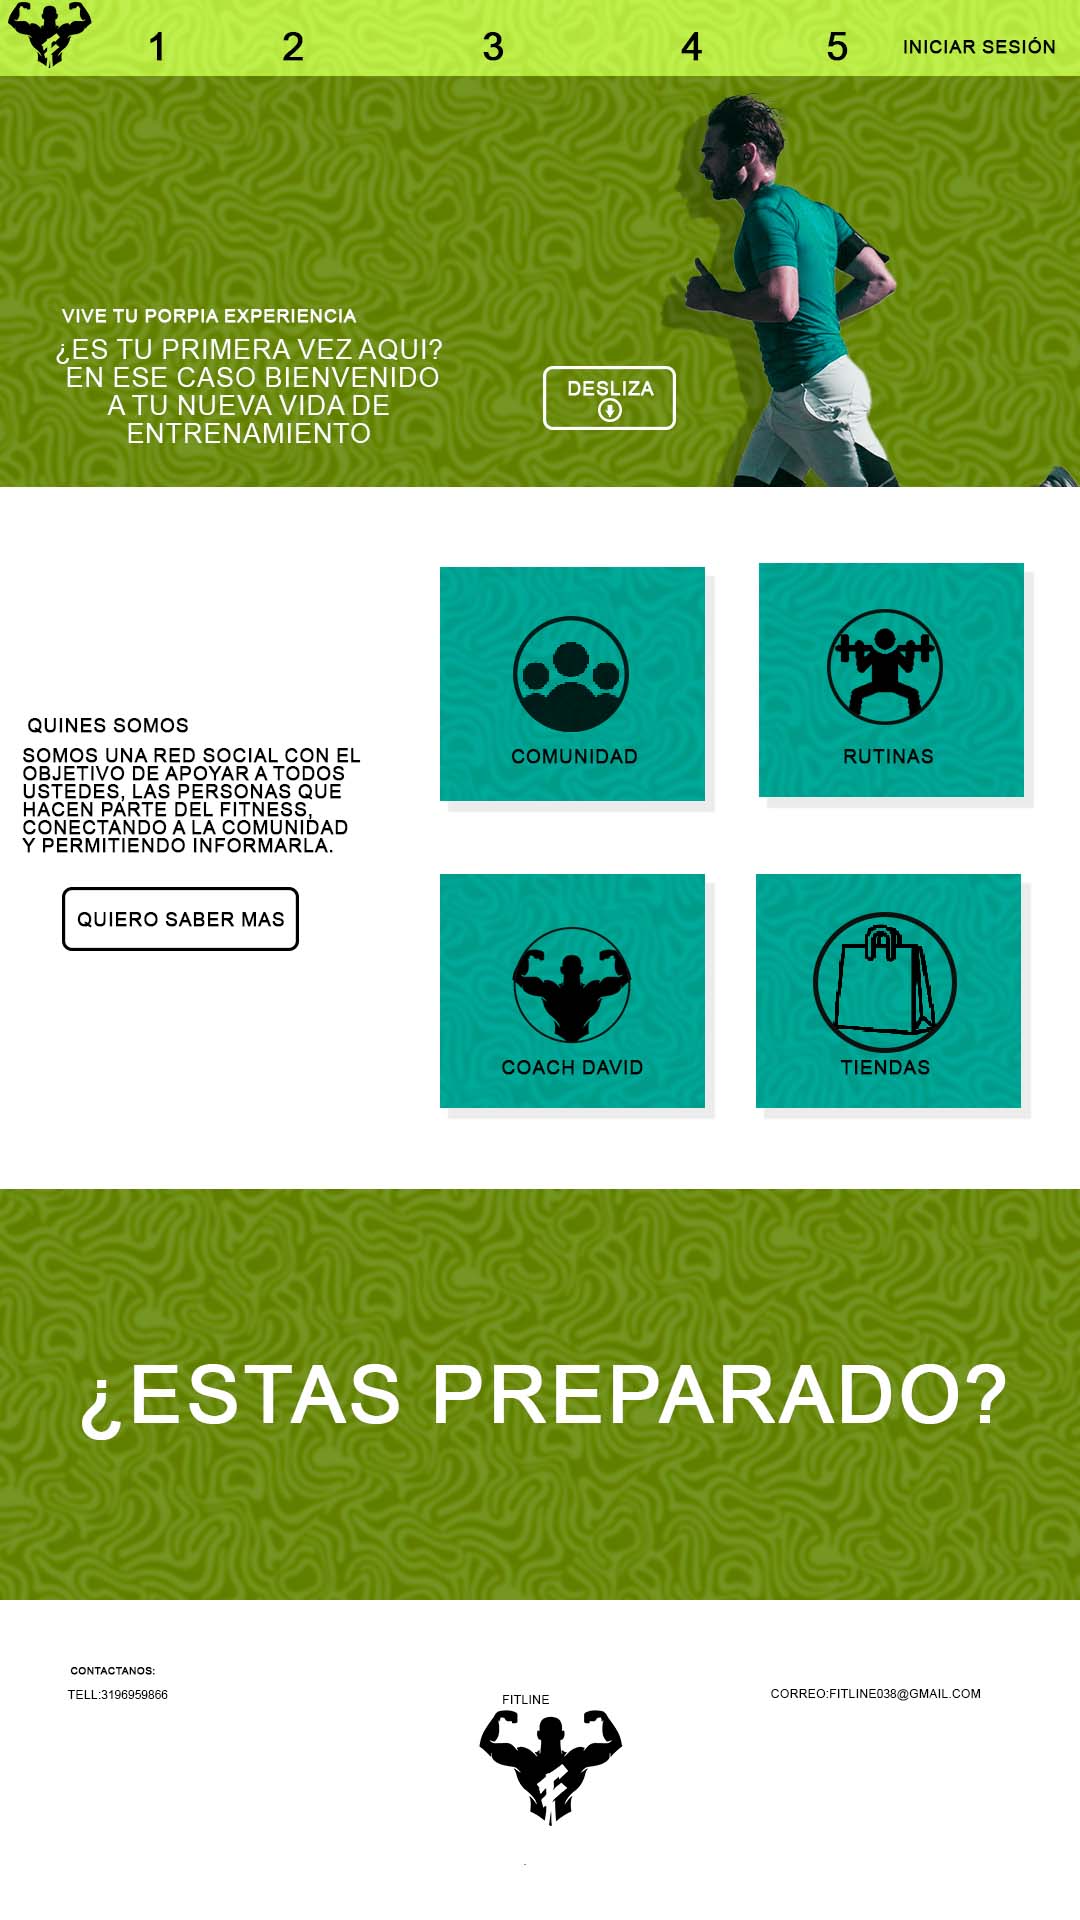 1 2 3 4 5 INICIAR SESIÓN
VIVE TU PORPIA EXPERIENCIA
¿ES TU PRIMERA VEZ AQUI?
EN ESE CASO BIENVENIDO
A TU NUEVA VIDA DE
ENTRENAMIENTO
DESLIZA
QUINES SOMOS
SOMOS UNA RED SOCIAL CON EL
OBJETIVO DE APOYAR A TODOS
USTEDES, LAS PERSONAS QUE
HACEN PARTE DEL FITNESS,
CONECTANDO A LA COMUNIDAD
Y PERMITIENDO INFORMARLA.
QUIERO SABER MAS
COMUNIDAD
RUTINAS
COACH DAVID
TIENDAS
¿ESTAS PREPARADO?
CONTACTANOS:
TELL:3196959866
FITLINE
CORREO:FITLINE038@GMAIL.COM